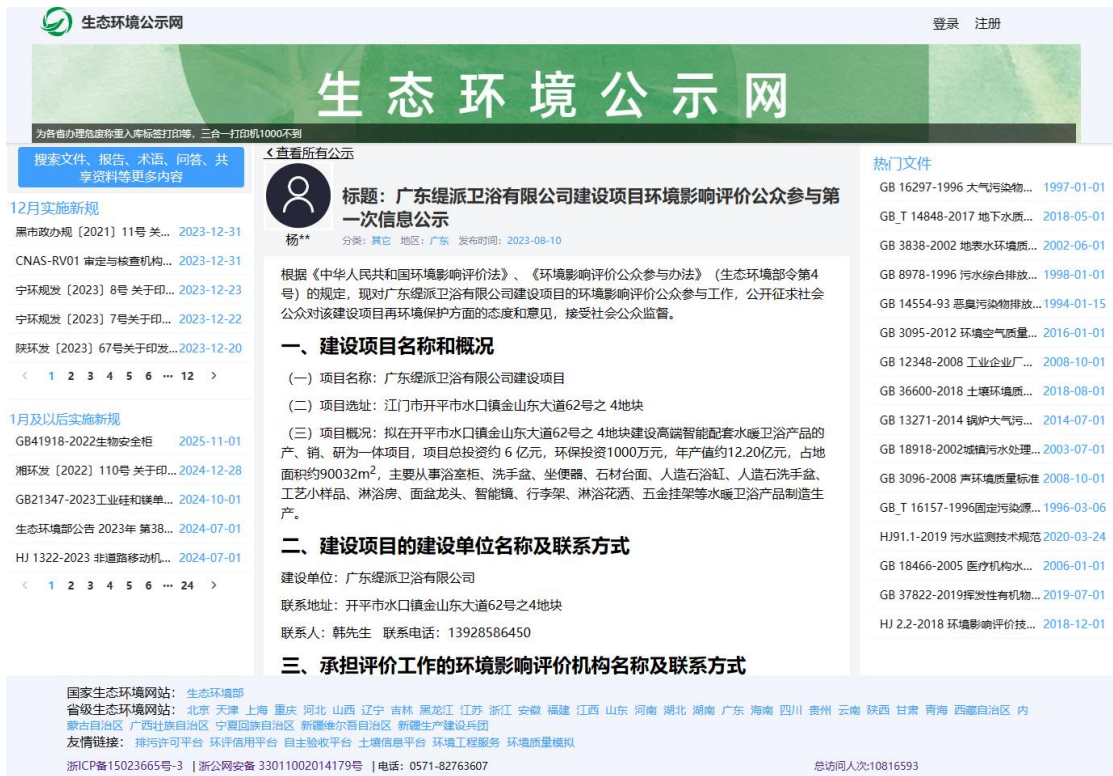 生态环境公示网
登录 注册
生态环境公示网
为各省办理危废称重入库标签打印等，三合一打印机1000不到
搜索文件、报告、术语、问答、共
享资料等更多内容
12月实施新规
黑市政办规〔2021〕11号 关... 2023-12-31
CNAS-RV01 审定与核查机构... 2023-12-31
宁环规发〔2023〕8号 关于印... 2023-12-23
宁环规发〔2023〕7号关于印... 2023-12-22
陕环发〔2023〕67号关于印发... 2023-12-20
< 1 2 3 4 5 6 ··· 12 >
1月及以后实施新规
GB41918-2022生物安全柜 2025-11-01
湘环发〔2022〕110号 关于印... 2024-12-28
GB21347-2023工业硅和镁单... 2024-10-01
生态环境部公告 2023年 第38... 2024-07-01
HJ 1322-2023 非道路移动机... 2024-07-01
< 1 2 3 4 5 6 ··· 24 >
<查看所有公示
杨**
标题：广东缇派卫浴有限公司建设项目环境影响评价公众参与第
一次信息公示
分类：其它 地区：广东 发布时间：2023-08-10
根据《中华人民共和国环境影响评价法》、《环境影响评价公众参与办法》（生态环境部令第4
号）的规定，现对广东缇派卫浴有限公司建设项目的环境影响评价公众参与工作，公开征求社会
公众对该建设项目再环境保护方面的态度和意见，接受社会公众监督。
一、建设项目名称和概况
（一）项目名称：广东缇派卫浴有限公司建设项目
（二）项目选址：江门市开平市水口镇金山东大道62号之 4地块
（三）项目概况：拟在开平市水口镇金山东大道62号之 4地块建设高端智能配套水暖卫浴产品的
产、销、研为一体项目，项目总投资约 6 亿元，环保投资1000万元，年产值约12.20亿元，占地
面积约90032m²，主要从事浴室柜、洗手盆、坐便器、石材台面、人造石浴缸、人造石洗手盆、
工艺小样品、淋浴房、面盆龙头、智能镜、行李架、淋浴花洒、五金挂架等水暖卫浴产品制造生
产。
二、建设项目的建设单位名称及联系方式
建设单位：广东缇派卫浴有限公司
联系地址：开平市水口镇金山东大道62号之4地块
联系人：韩先生 联系电话：13928586450
三、承担评价工作的环境影响评价机构名称及联系方式
热门文件
GB 16297-1996 大气污染物... 1997-01-01
GB_T 14848-2017 地下水质... 2018-05-01
GB 3838-2002 地表水环境质... 2002-06-01
GB 8978-1996 污水综合排放... 1998-01-01
GB 14554-93 恶臭污染物排放... 1994-01-15
GB 3095-2012 环境空气质量... 2016-01-01
GB 12348-2008 工业企业厂... 2008-10-01
GB 36600-2018 土壤环境质... 2018-08-01
GB 13271-2014 锅炉大气污... 2014-07-01
GB 18918-2002城镇污水处理... 2003-07-01
GB 3096-2008 声环境质量标准 2008-10-01
GB_T 16157-1996固定污染源... 1996-03-06
HJ91.1-2019 污水监测技术规范 2020-03-24
GB 18466-2005 医疗机构水... 2006-01-01
GB 37822-2019挥发性有机物... 2019-07-01
HJ 2.2-2018 环境影响评价技... 2018-12-01
国家生态环境网站： 生态环境部
省级生态环境网站： 北京 天津 上海 重庆 河北 山西 辽宁 吉林 黑龙江 江苏 浙江 安徽 福建 江西 山东 河南 湖北 湖南 广东 海南 四川 贵州 云南 陕西 甘肃 青海 西藏自治区 内
蒙古自治区 广西壮族自治区 宁夏回族自治区 新疆维尔吾自治区 新疆生产建设兵团
友情链接： 排污许可平台 环评信用平台 自主验收平台 土壤信息平台 环境工程服务 环境质量模拟
浙ICP备15023665号-3 | 浙公网安备 33011002014179号 | 电话：0571-82763607
总访问人次:10816593